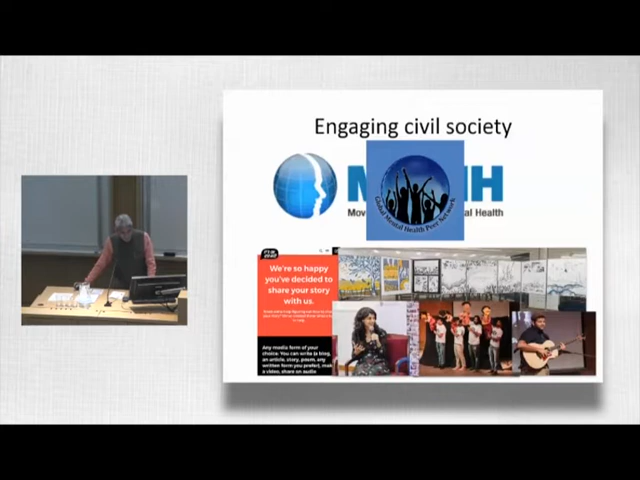 Engaging civil society
Global Mental Health Peer Network
Mov
al Health
We're so happy
you've decided to
share your story
with us.
Any media form of your
choice. You can write (a blog,
an article, story, poem, any
written form you prefer), make
a video, share an audio